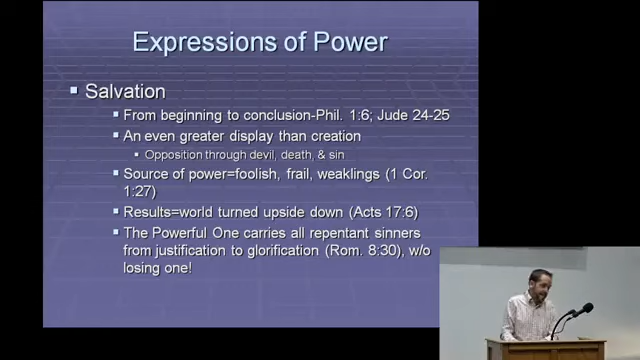 Expressions of Power
Salvation
From beginning to conclusion-Phil. 1:6; Jude 24-25
An even greater display than creation
Opposition through devil, death, & sin
Source of power=foolish, frail, weaklings (1 Cor.
1:27)
Results=world turned upside down (Acts 17:6)
The Powerful One carries all repentant sinners
from justification to glorification (Rom. 8:30), w/o
losing one!